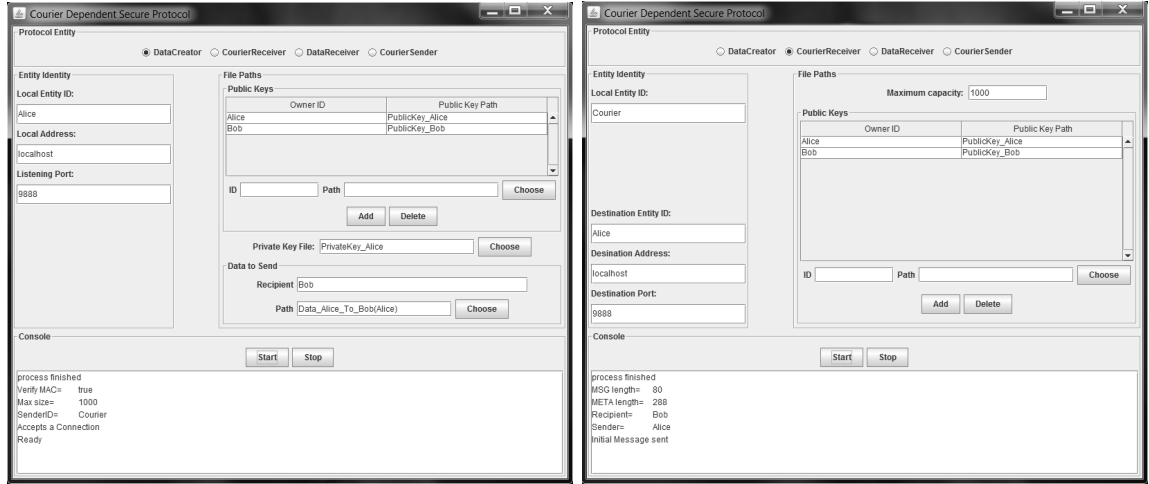 Courier Dependent Secure Protocol
Protocol Entity
DataCreator CourierReceiver DataReceiver CourierSender
Entity Identity
Local Entity ID:
Alice
Local Address:
localhost
Listening Port:
9888
File Paths
Public Keys
Owner ID Public Key Path
Alice PublicKey_Alice
Bob PublicKey_Bob
ID Path Choose
Add Delete
Private Key File: PrivateKey_Alice Choose
Data to Send
Recipient Bob
Path Data_Alice_To_Bob(Alice) Choose
Console
Start Stop
process finished
Verify MAC= true
Max size= 1000
SenderID= Courier
Accepts a Connection
Ready
Courier Dependent Secure Protocol
Protocol Entity
DataCreator CourierReceiver DataReceiver CourierSender
Entity Identity
Local Entity ID:
Courier
Destination Entity ID:
Alice
Desination Address:
localhost
Destination Port:
9888
File Paths
Maximum capacity: 1000
Public Keys
Owner ID Public Key Path
Alice PublicKey_Alice
Bob PublicKey_Bob
ID Path Choose
Add Delete
Console
Start Stop
process finished
MSG length= 80
META length= 288
Recipient= Bob
Sender= Alice
Initial Message sent